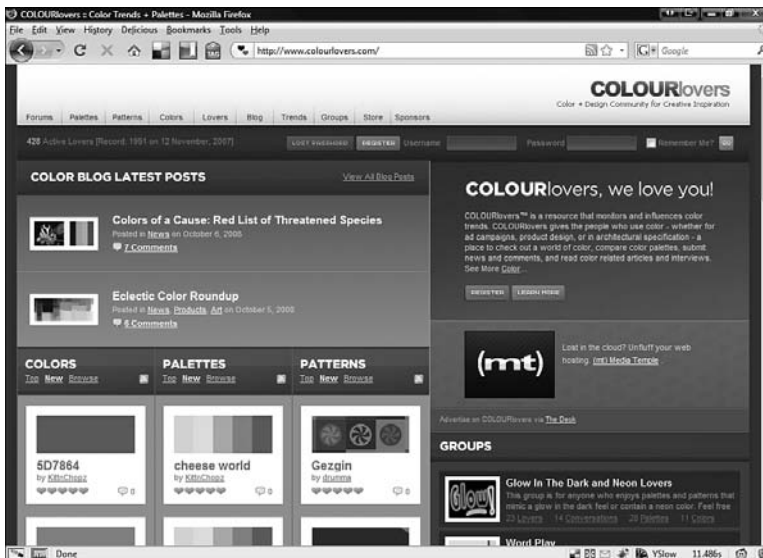 COLOURlovers :: Color Trends + Palettes - Mozilla Firefox
File Edit View History Delicious Bookmarks Tools Help
http://www.colourlovers.com/
Google
TAG
COLOURlovers
Color + Design Community for Creative Inspiration
Forums Palettes Patterns Colors Lovers Blog Trends Groups Store Sponsors
428 Active Lovers [Record: 1991 on 12 November, 2007]
LOST PASSWORD REGISTER Username Password Remember Me? GO
COLOR BLOG LATEST POSTS
View All Blog Posts
Colors of a Cause: Red List of Threatened Species
Posted in News on October 6, 2008
7 Comments
Eclectic Color Roundup
Posted in News, Products, Art on October 5, 2008
6 Comments
COLORS
Top New Browse
PALETTES
Top New Browse
PATTERNS
Top New Browse
5D7864
by KittnChopz
0
cheese world
by KittnChopz
0
Gezgin
by drumma
0
COLOURlovers, we love you!
COLOURlovers™ is a resource that monitors and influences color
trends. COLOURlovers gives the people who use color - whether for
ad campaigns, product design, or in architectural specification - a
place to check out a world of color, compare color palettes, submit
news and comments, and read color related articles and interviews.
See More Color...
REGISTER LEARN MORE
(mt)
Lost in the cloud? Unfluff your web
hosting. (mt) Media Temple
Advertise on COLOURlovers via The Deck
GROUPS
Glow!
Glow In The Dark and Neon Lovers
This group is for anyone who enjoys palettes and patterns that
mimic a glow in the dark feel or contain a neon color. Feel free
23 Lovers 14 Conversations 28 Palettes 11 Colors
Word Play
Done
YSlow 11.486s